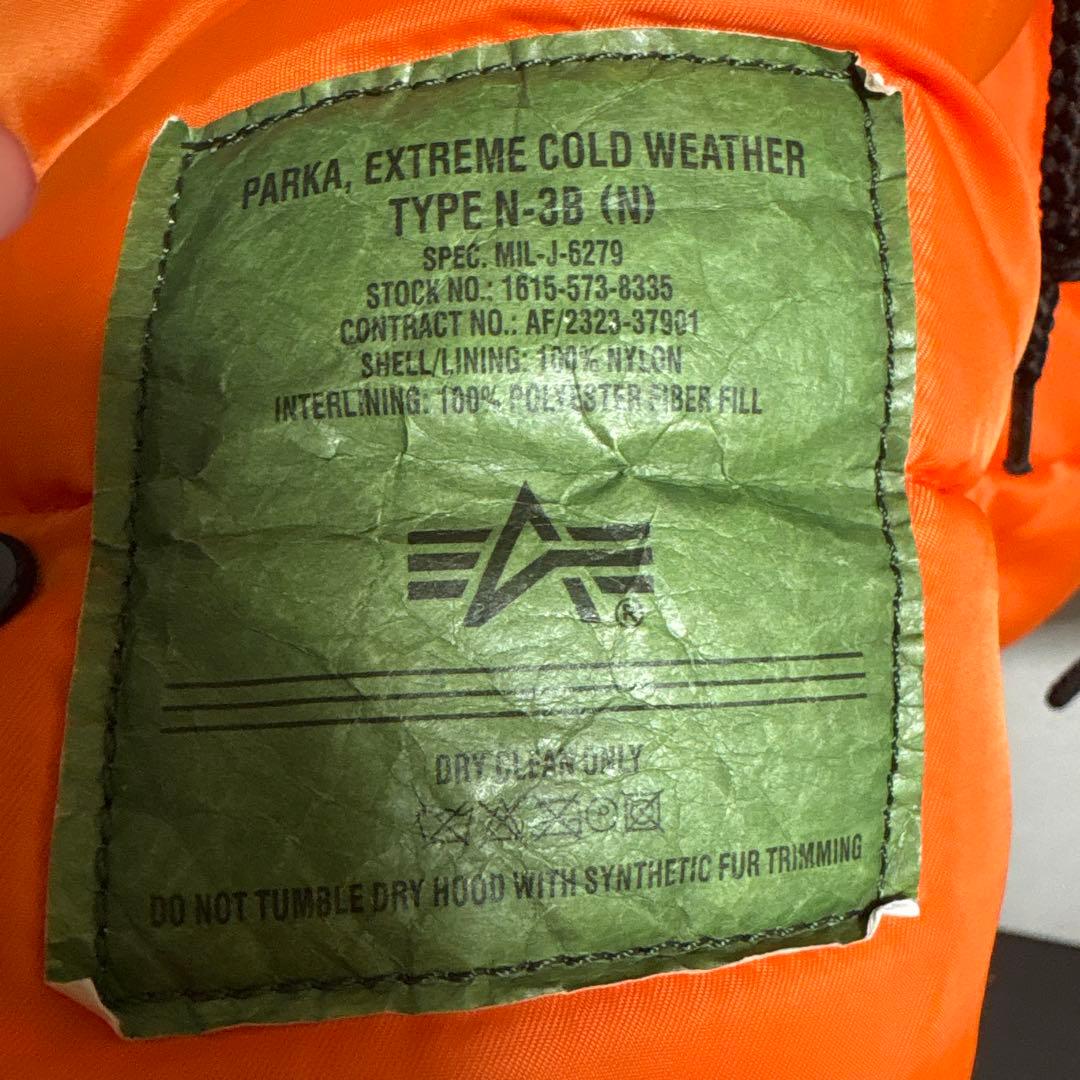 PARKA, EXTREME COLD WEATHER
TYPE N-3B (N)
SPEC. MIL-J-6279
STOCK NO.: 1615-573-8335
CONTRACT NO.: AF/2323-37901
SHELL/LINING: 100% NYLON
INTERLINING: 100% POLYESTER FIBER FILL
®
DRY CLEAN ONLY
DO NOT TUMBLE DRY HOOD WITH SYNTHETIC FUR TRIMMING